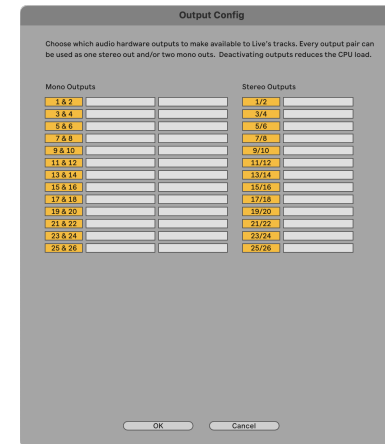 Output Config
Choose which audio hardware outputs to make available to Live's tracks. Every output pair can
be used as one stereo out and/or two mono outs. Deactivating outputs reduces the CPU load.
Mono Outputs Stereo Outputs
1 & 2 1/2
3 & 4 3/4
5 & 6 5/6
7 & 8 7/8
9 & 10 9/10
11 & 12 11/12
13 & 14 13/14
15 & 16 15/16
17 & 18 17/18
19 & 20 19/20
21 & 22 21/22
23 & 24 23/24
25 & 26 25/26
OK Cancel